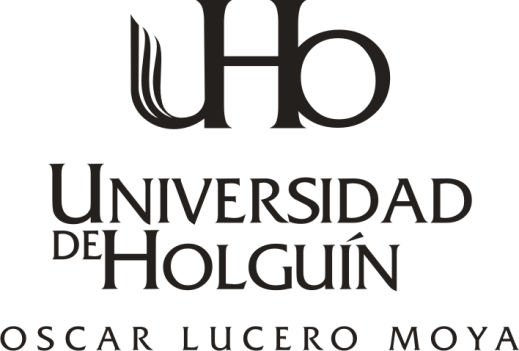 uHo
UNIVERSIDAD
DE HOLGUÍN
OSCAR LUCERO MOYA